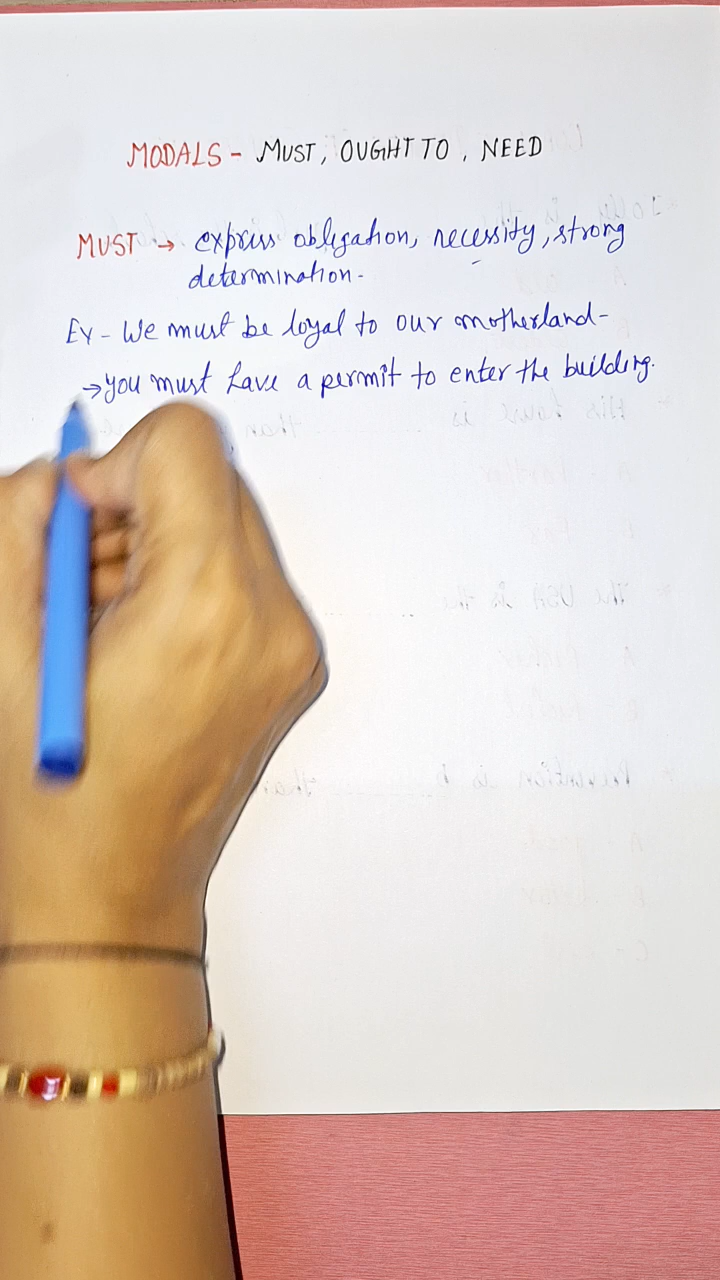 MODALS - MUST, OUGHT TO, NEED
MUST → express obligation, necessity, strong
determination.
Ex - We must be loyal to our motherland-
→ you must have a permit to enter the building.